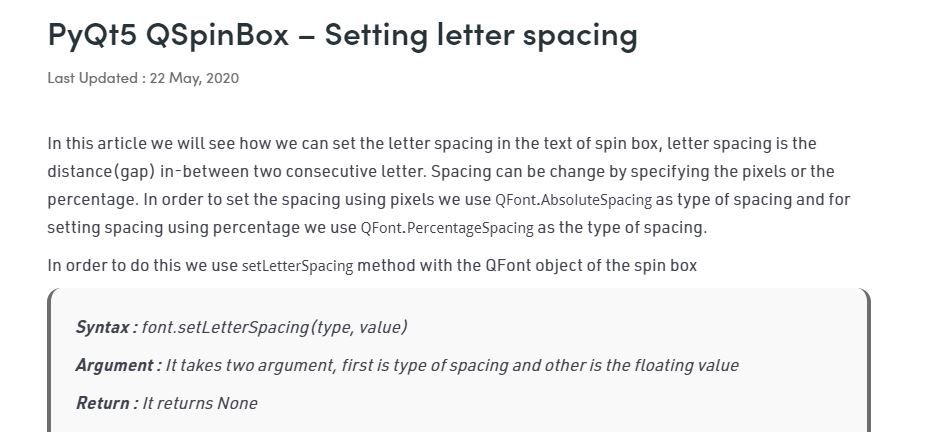 PyQt5 QSpinBox – Setting letter spacing
Last Updated : 22 May, 2020
In this article we will see how we can set the letter spacing in the text of spin box, letter spacing is the
distance(gap) in-between two consecutive letter. Spacing can be change by specifying the pixels or the
percentage. In order to set the spacing using pixels we use QFont.AbsoluteSpacing as type of spacing and for
setting spacing using percentage we use QFont.PercentageSpacing as the type of spacing.
In order to do this we use setLetterSpacing method with the QFont object of the spin box
Syntax : font.setLetterSpacing(type, value)
Argument : It takes two argument, first is type of spacing and other is the floating value
Return : It returns None